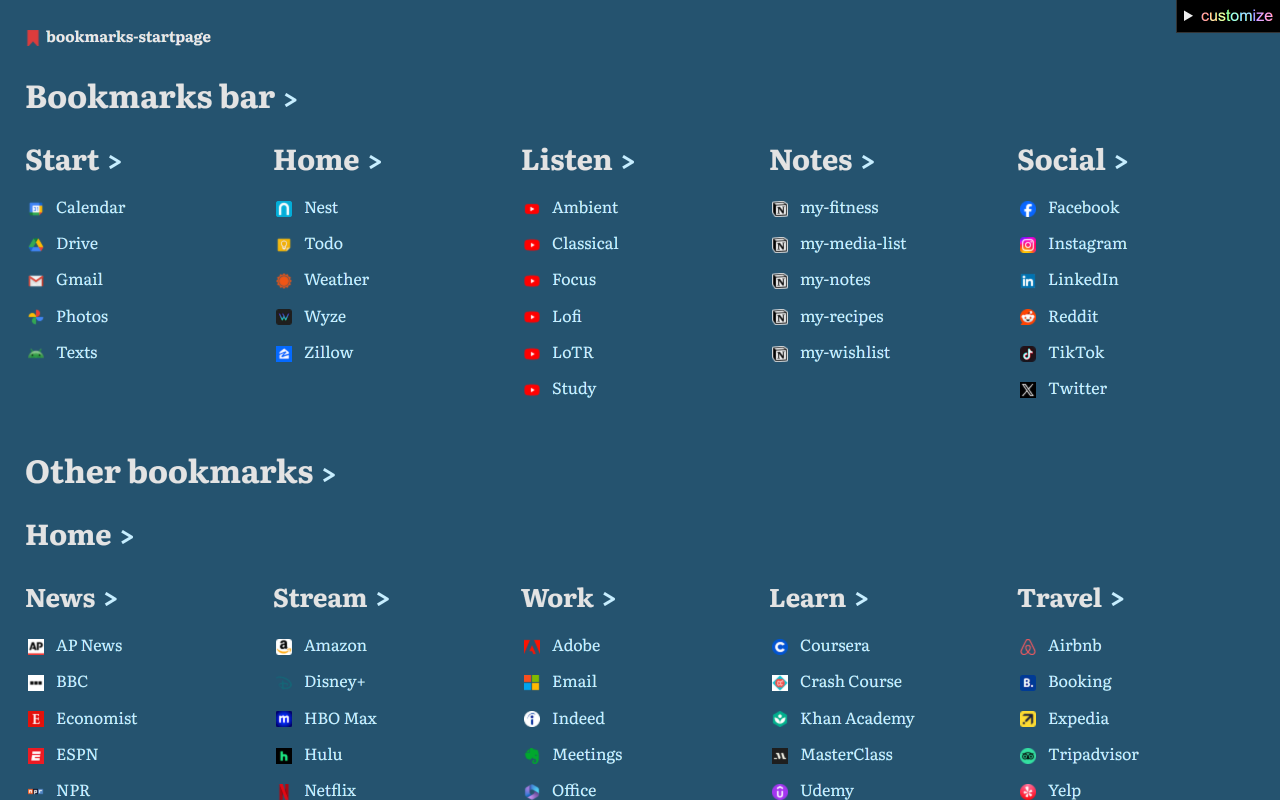 bookmarks-startpage
▶ customize
Bookmarks bar >
Start >
Calendar
Drive
Gmail
Photos
Texts
Home >
Nest
Todo
Weather
Wyze
Zillow
Listen >
Ambient
Classical
Focus
Lofi
LoTR
Study
Notes >
my-fitness
my-media-list
my-notes
my-recipes
my-wishlist
Social >
Facebook
Instagram
LinkedIn
Reddit
TikTok
Twitter
Other bookmarks >
Home >
News >
AP News
BBC
Economist
ESPN
NPR
Stream >
Amazon
Disney+
HBO Max
Hulu
Netflix
Work >
Adobe
Email
Indeed
Meetings
Office
Learn >
Coursera
Crash Course
Khan Academy
MasterClass
Udemy
Travel >
Airbnb
Booking
Expedia
Tripadvisor
Yelp